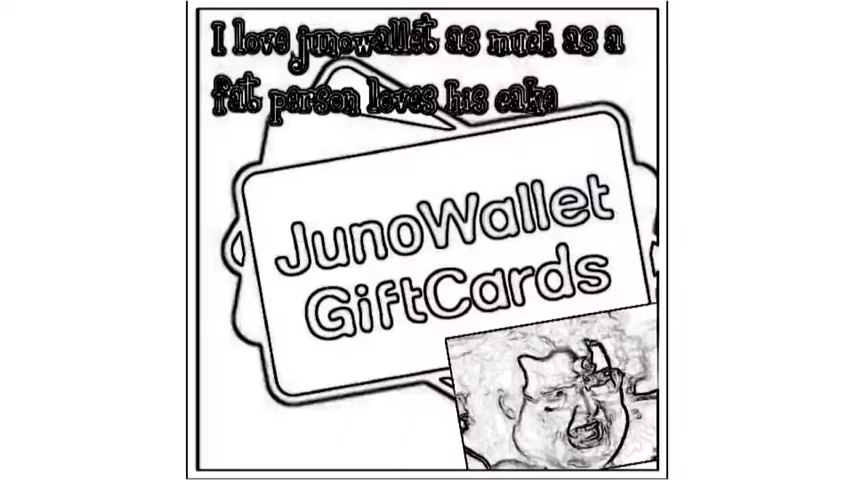 I love junowallet as much as a
fat person loves his cake
JunoWallet
GiftCards